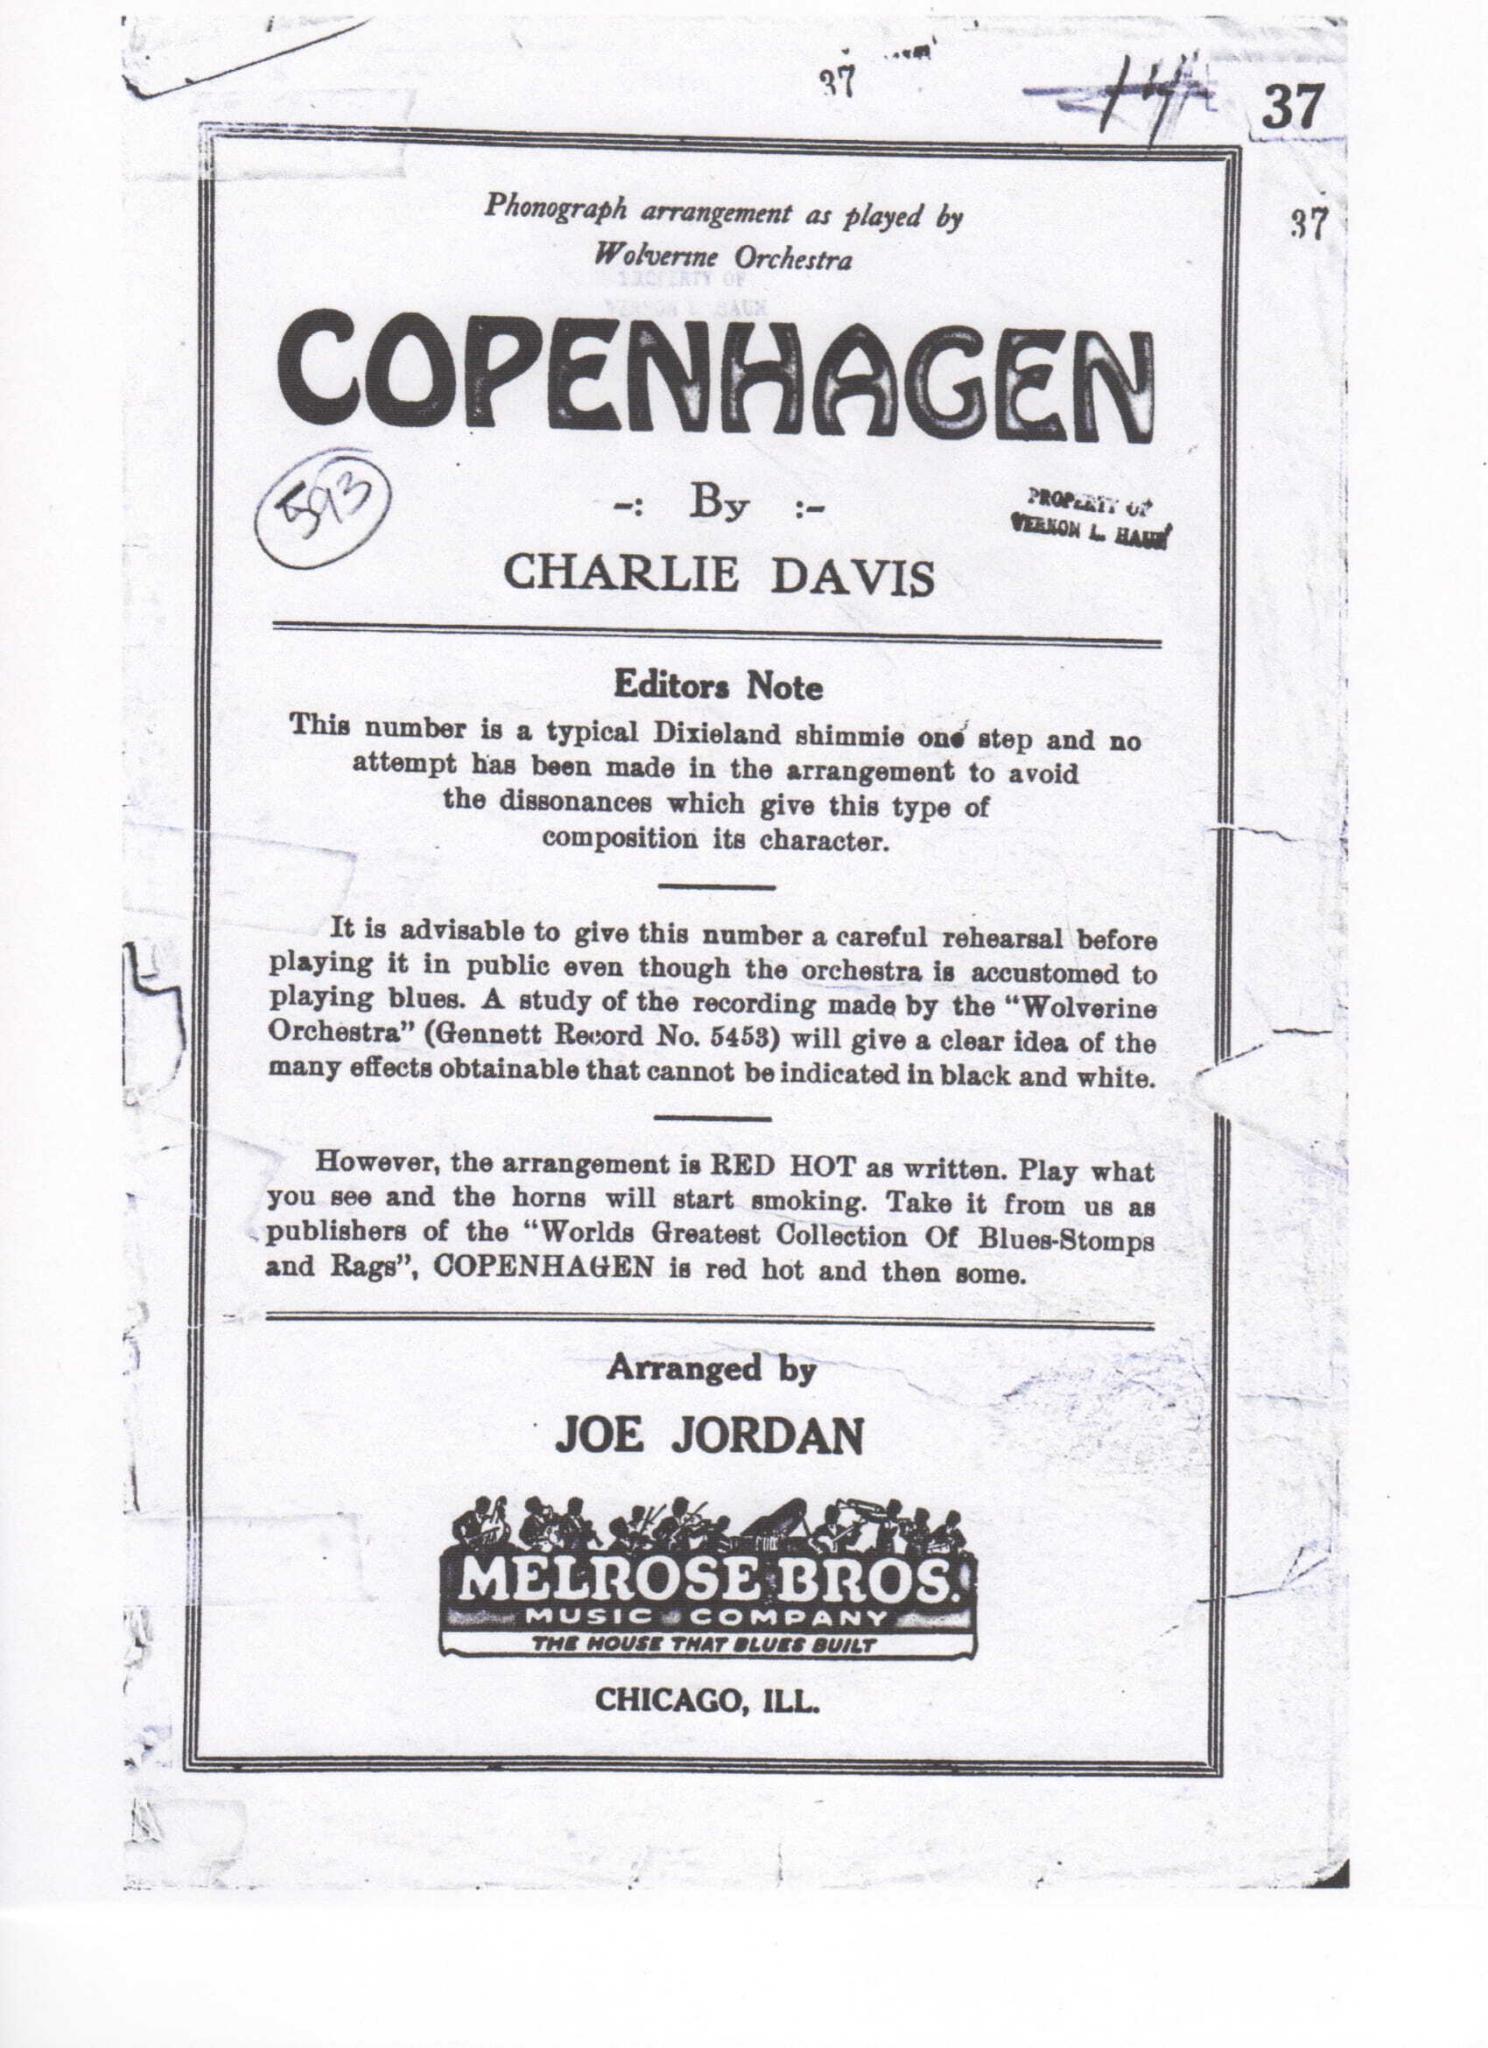 37
37
37
Phonograph arrangement as played by
Wolverine Orchestra
PROPERTY OF
VERNON L. HAUN
COPENHAGEN
593
-: By :-
PROPERTY OF
VERNON L. HAUN
CHARLIE DAVIS
Editors Note
This number is a typical Dixieland shimmie one step and no
attempt has been made in the arrangement to avoid
the dissonances which give this type of
composition its character.
It is advisable to give this number a careful rehearsal before
playing it in public even though the orchestra is accustomed to
playing blues. A study of the recording made by the "Wolverine
Orchestra" (Gennett Record No. 5453) will give a clear idea of the
many effects obtainable that cannot be indicated in black and white.
However, the arrangement is RED HOT as written. Play what
you see and the horns will start smoking. Take it from us as
publishers of the "Worlds Greatest Collection Of Blues-Stomps
and Rags", COPENHAGEN is red hot and then some.
Arranged by
JOE JORDAN
MELROSE BROS.
MUSIC COMPANY
THE HOUSE THAT BLUES BUILT
CHICAGO, ILL.